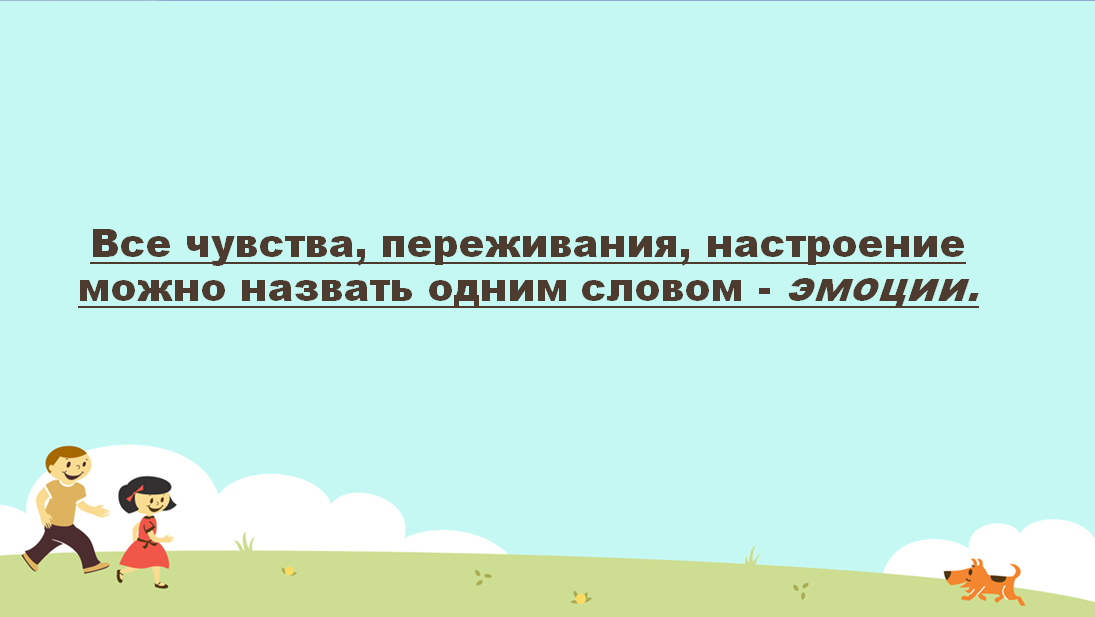 Все чувства, переживания, настроение
можно назвать одним словом - эмоции.